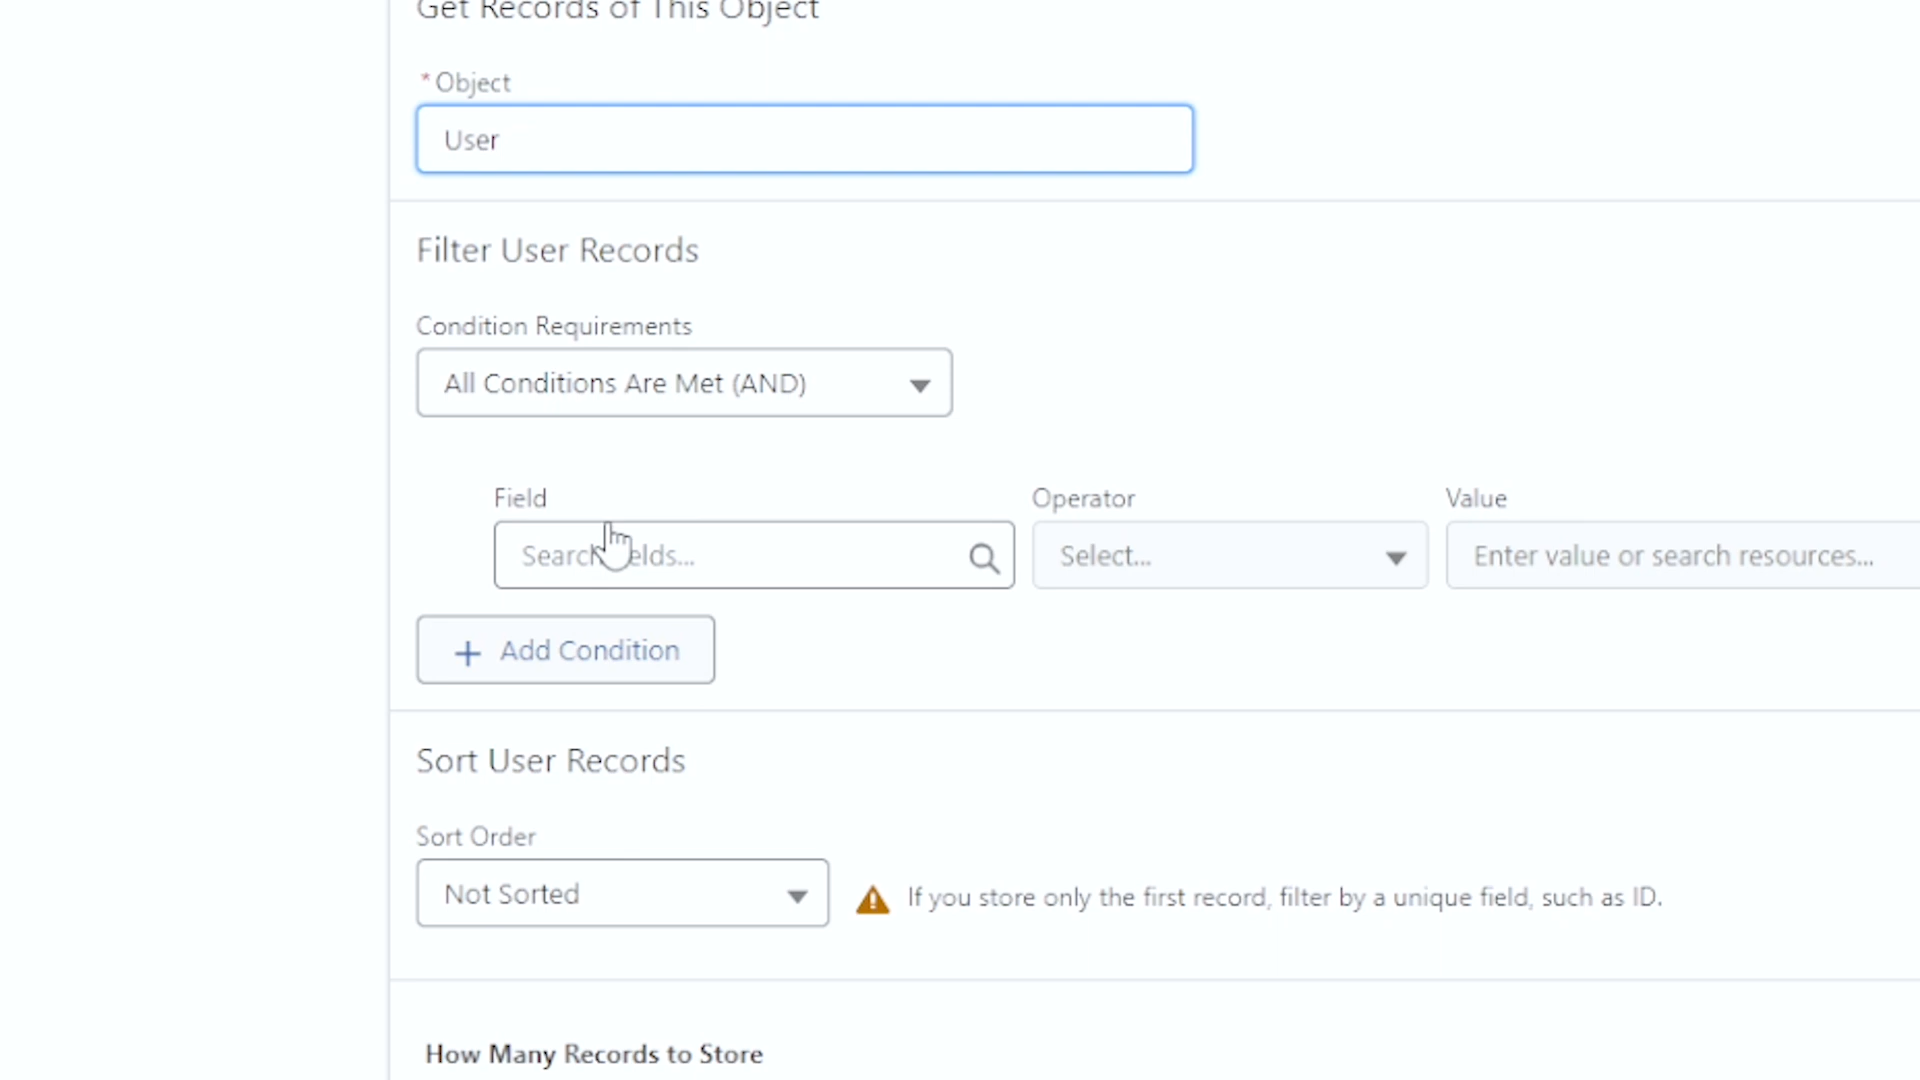 Get Records of This Object
* Object
User
Filter User Records
Condition Requirements
All Conditions Are Met (AND)
Field Operator Value
Search fields... Select... Enter value or search resources...
+ Add Condition
Sort User Records
Sort Order
Not Sorted If you store only the first record, filter by a unique field, such as ID.
How Many Records to Store